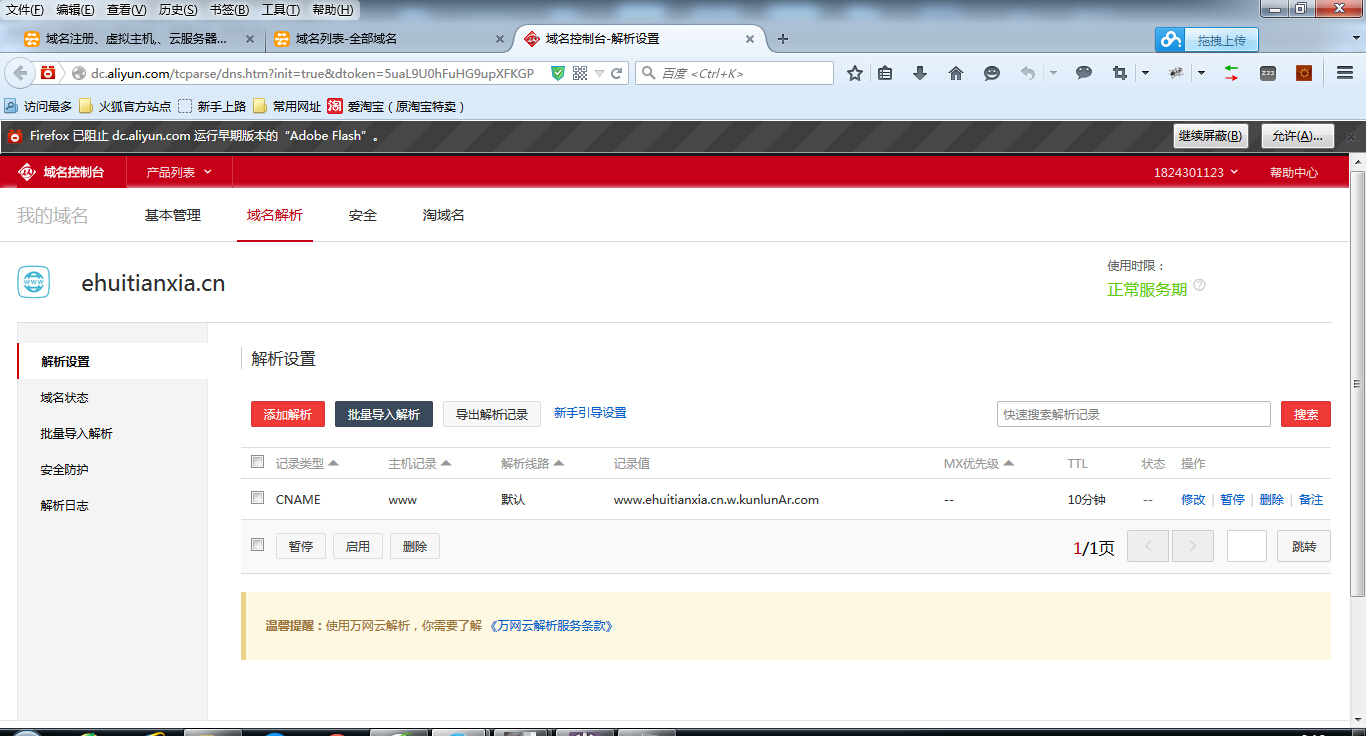 文件(F) 编辑(E) 查看(V) 历史(S) 书签(B) 工具(T) 帮助(H)
域名注册、虚拟主机,、云服务器... 域名列表-全部域名 域名控制台-解析设置 拖拽上传
dc.aliyun.com/tcparse/dns.htm?init=true&dtoken=5uaL9U0hFuHG9upXFKGP 百度 <Ctrl+K> zzz
访问最多 火狐官方站点 新手上路 常用网址 淘 爱淘宝（原淘宝特卖）
Firefox 已阻止 dc.aliyun.com 运行早期版本的“Adobe Flash”。 继续屏蔽(B) 允许(A)...
域名控制台 产品列表 1824301123 帮助中心
我的域名 基本管理 域名解析 安全 淘域名
使用时限：
www ehuitianxia.cn
正常服务期 ?
解析设置
域名状态
批量导入解析
安全防护
解析日志
解析设置
添加解析 批量导入解析 导出解析记录 新手引导设置 快速搜索解析记录 搜索
记录类型 主机记录 解析线路 记录值 MX优先级 TTL 状态 操作
CNAME www 默认 www.ehuitianxia.cn.w.kunlunAr.com -- 10分钟 -- 修改 | 暂停 | 删除 | 备注
暂停 启用 删除 1/1页 < > 跳转
温馨提醒：使用万网云解析，你需要了解 《万网云解析服务条款》